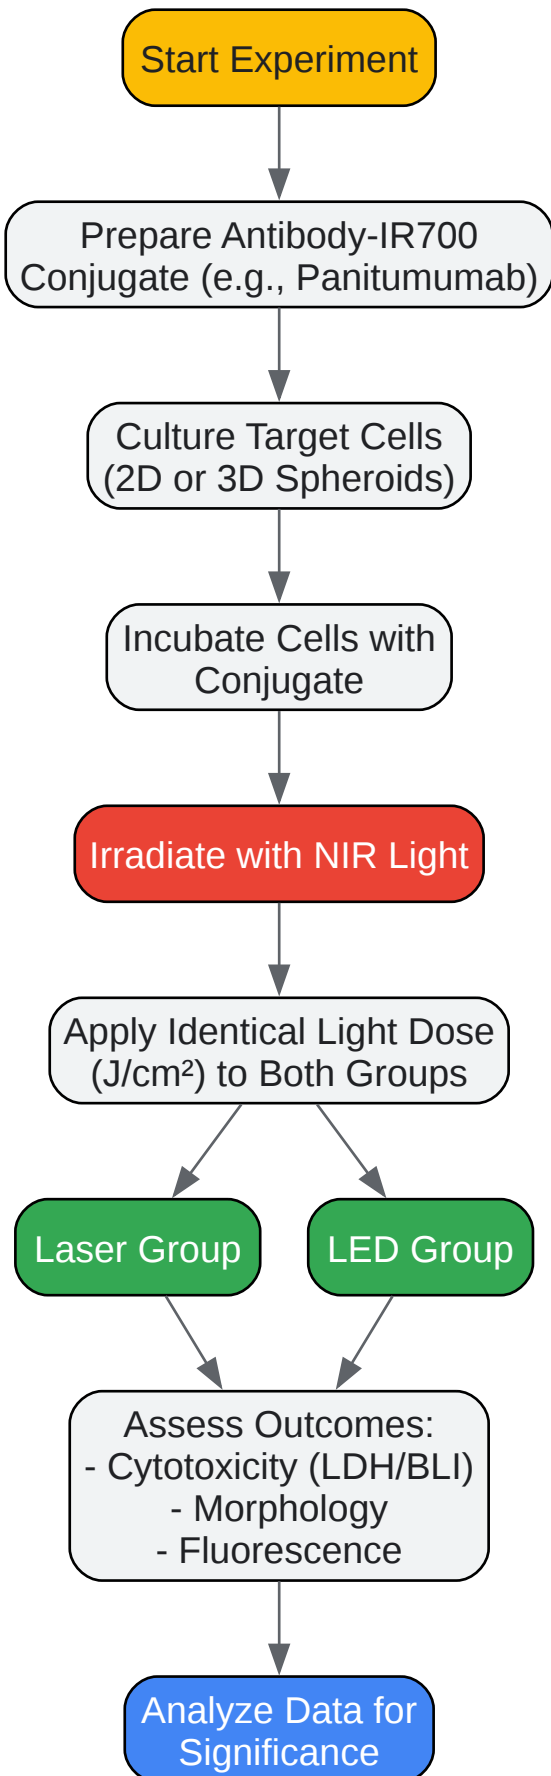 Start Experiment
Prepare Antibody-IR700
Conjugate (e.g., Panitumumab)
Culture Target Cells
(2D or 3D Spheroids)
Incubate Cells with
Conjugate
Irradiate with NIR Light
Apply Identical Light Dose
(J/cm²) to Both Groups
Laser Group
LED Group
Assess Outcomes:
- Cytotoxicity (LDH/BLI)
- Morphology
- Fluorescence
Analyze Data for
Significance